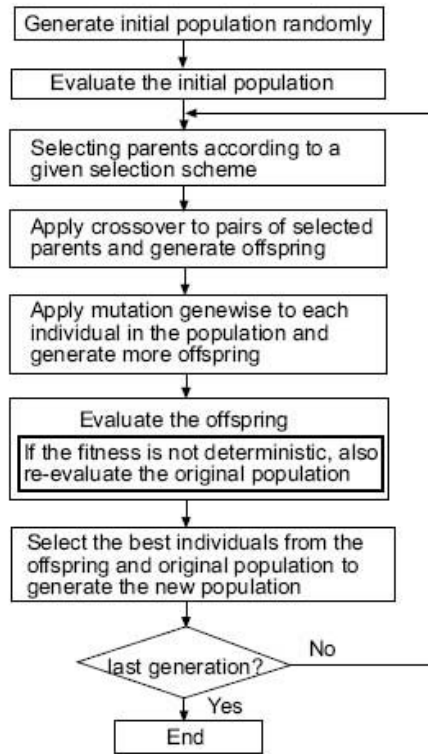 Generate initial population randomly
Evaluate the initial population
Selecting parents according to a
given selection scheme
Apply crossover to pairs of selected
parents and generate offspring
Apply mutation genewise to each
individual in the population and
generate more offspring
Evaluate the offspring
If the fitness is not deterministic, also
re-evaluate the original population
Select the best individuals from the
offspring and original population to
generate the new population
last generation?
No
Yes
End